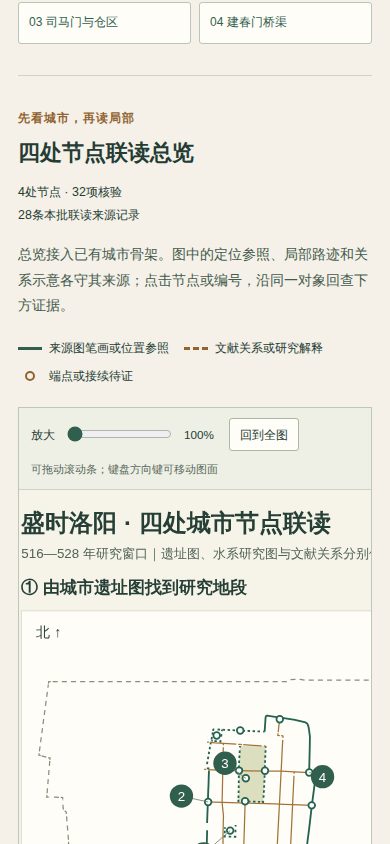 03 司马门与仓区
04 建春门桥渠
先看城市，再读局部
四处节点联读总览
4处节点 · 32项核验
28条本批联读来源记录
总览接入已有城市骨架。图中的定位参照、局部路迹和关
系示意各守其来源；点击节点或编号，沿同一对象回查下
方证据。
来源图笔画或位置参照
文献关系或研究解释
端点或接续待证
放大
100%
回到全图
可拖动滚动条；键盘方向键可移动图面
盛时洛阳 · 四处城市节点联读
516—528 年研究窗口｜遗址图、水系研究图与文献关系分别
① 由城市遗址图找到研究地段
北 ↑
3
4
2